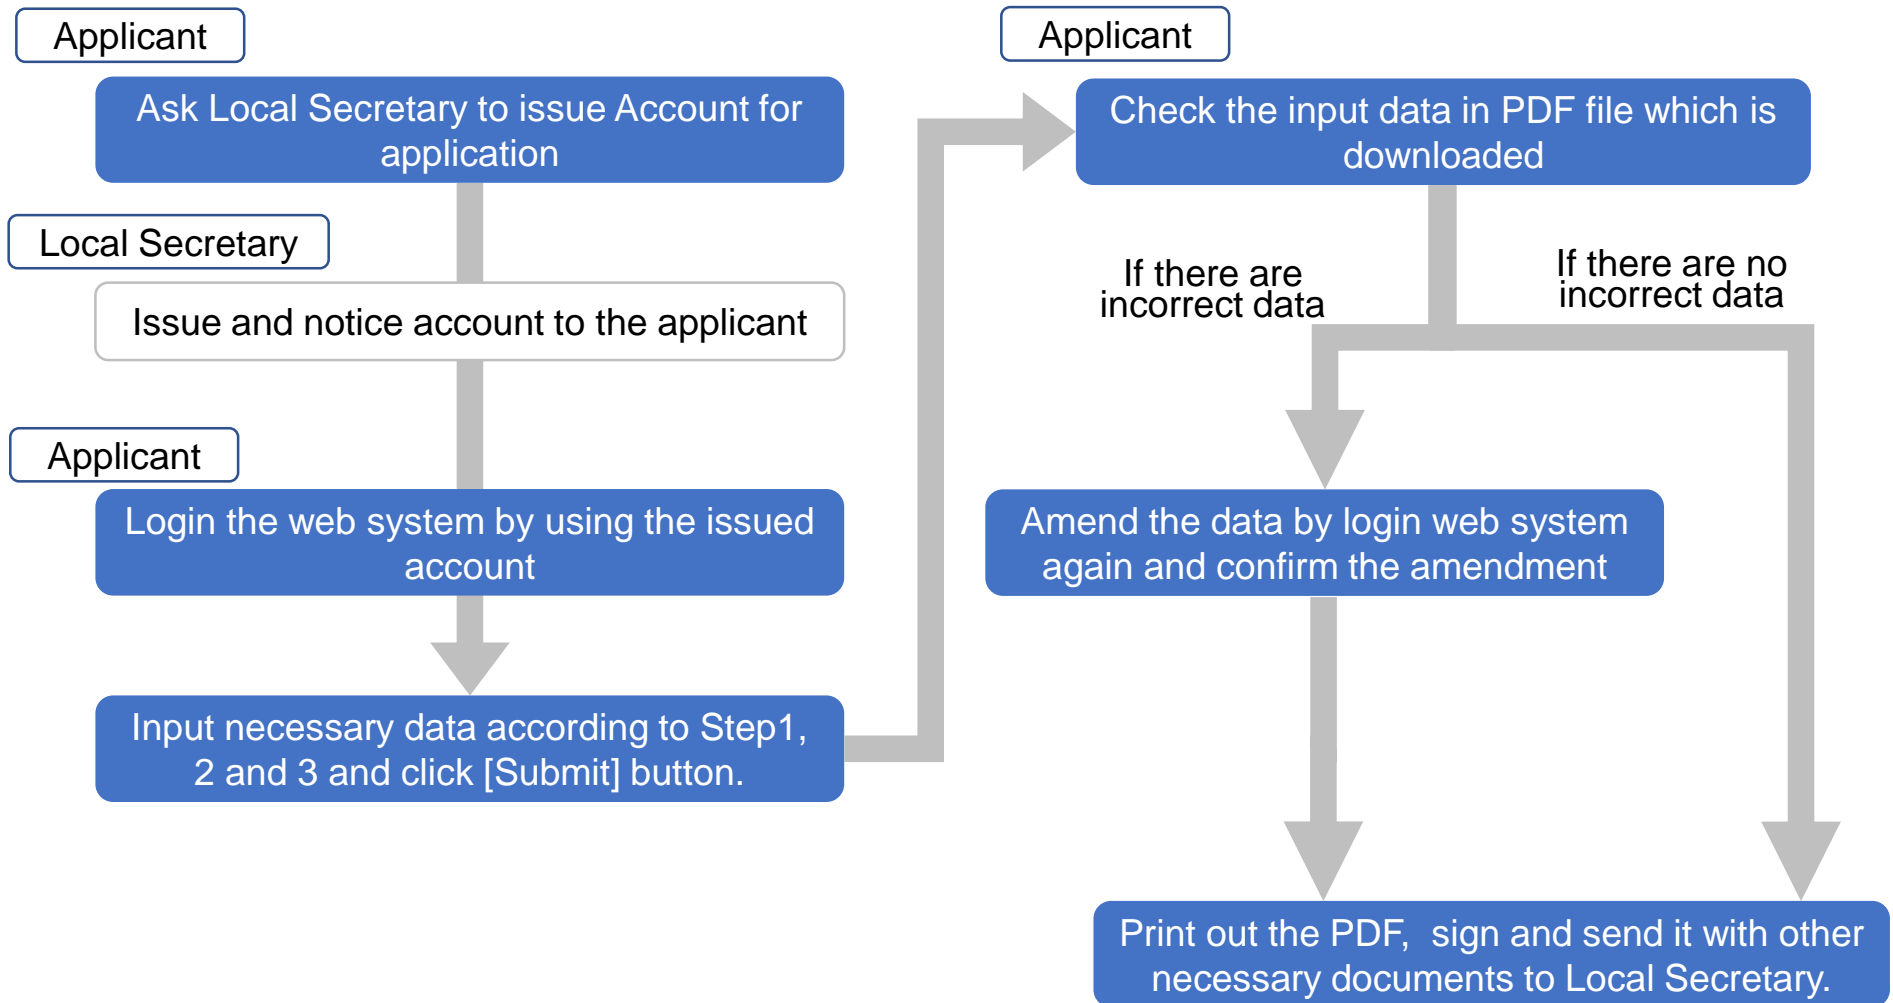 Applicant
Ask Local Secretary to issue Account for
application
Local Secretary
Issue and notice account to the applicant
Applicant
Login the web system by using the issued
account
Input necessary data according to Step1,
2 and 3 and click [Submit] button.
Applicant
Check the input data in PDF file which is
downloaded
If there are
incorrect data
If there are no
incorrect data
Amend the data by login web system
again and confirm the amendment
Print out the PDF,  sign and send it with other
necessary documents to Local Secretary.